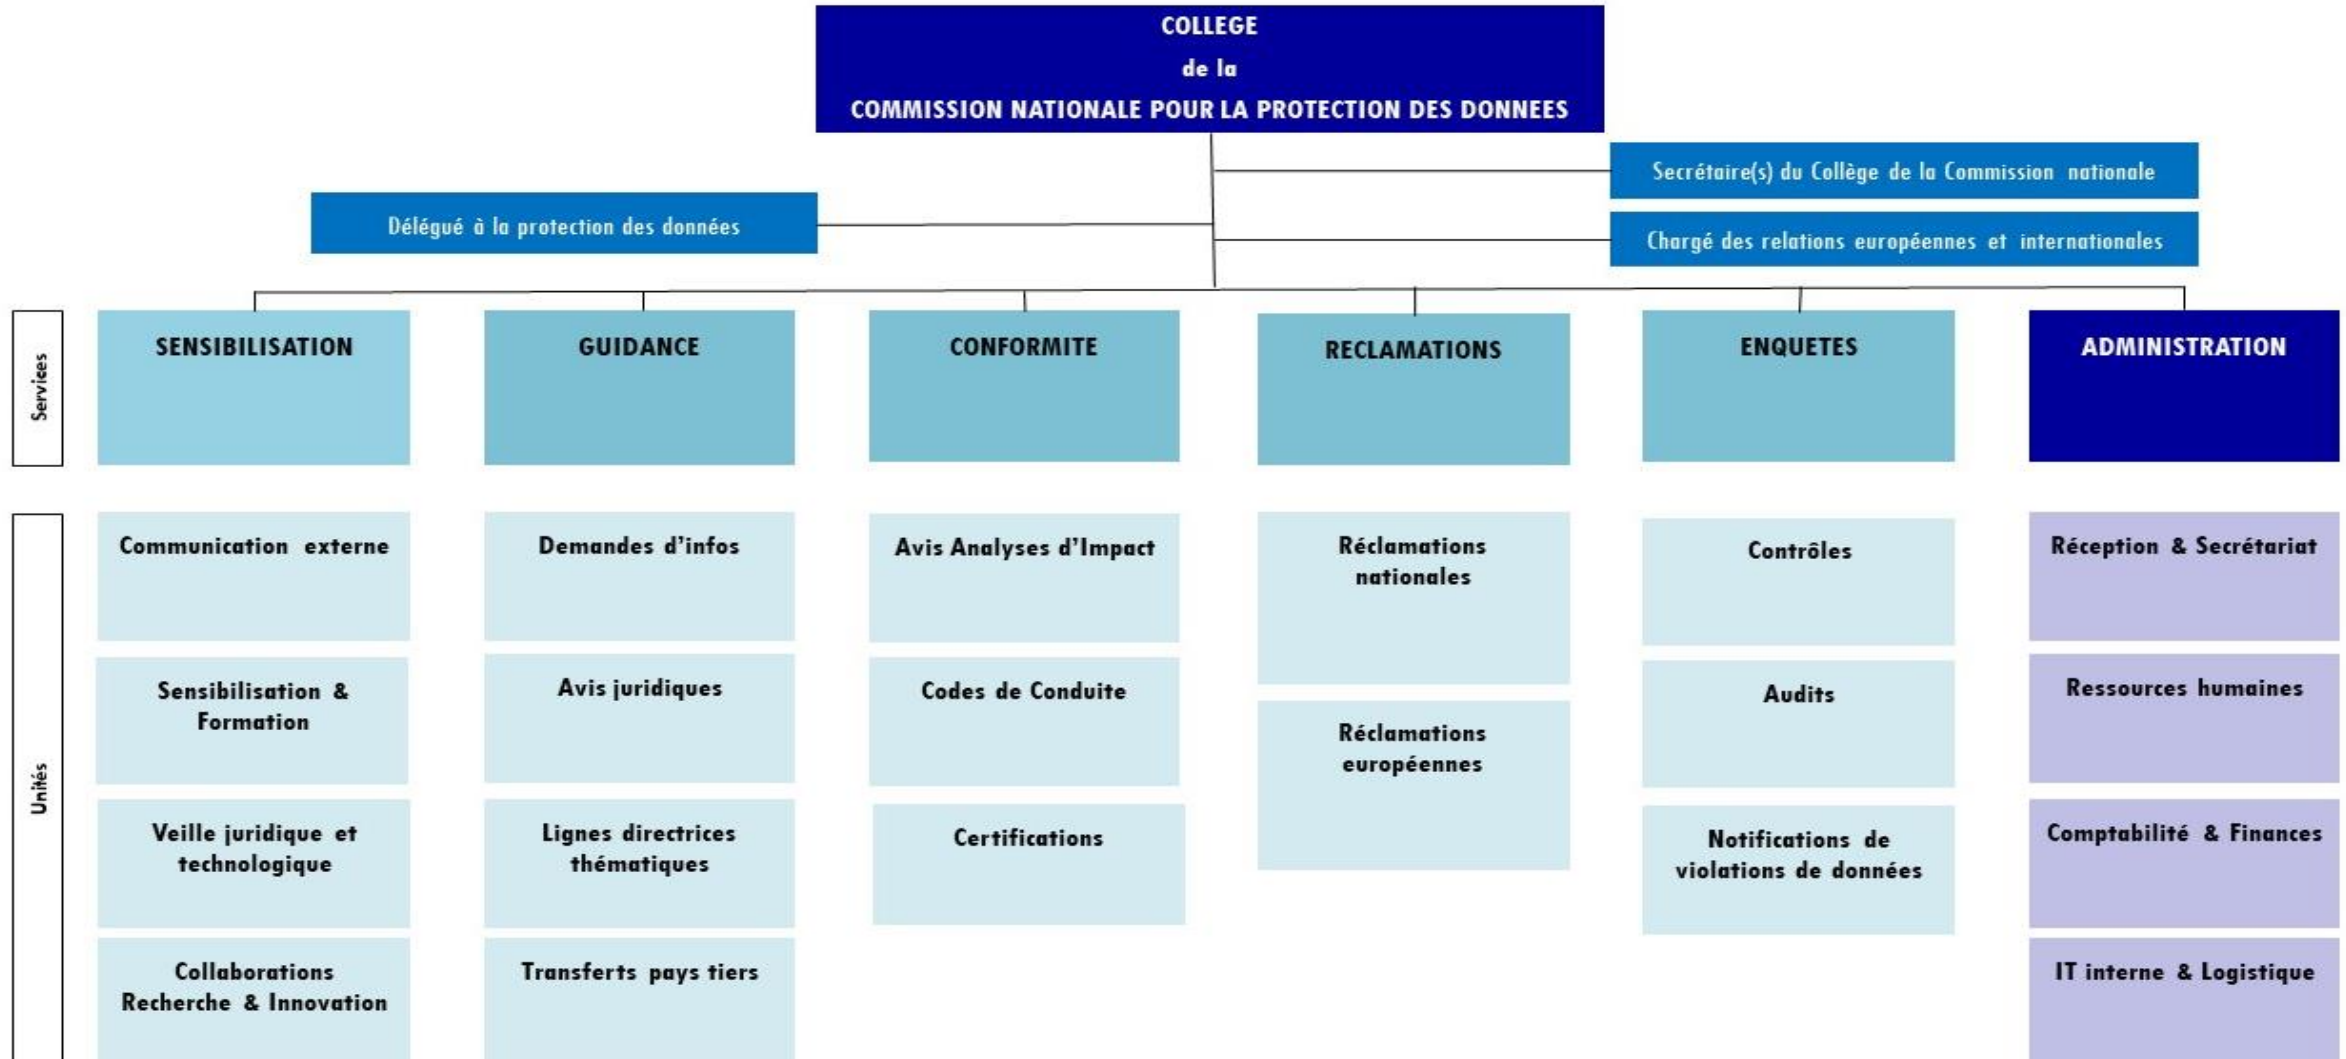 COLLEGE
de la
COMMISSION NATIONALE POUR LA PROTECTION DES DONNEES
Secrétaire(s) du Collège de la Commission nationale
Délégué à la protection des données
Chargé des relations européennes et internationales
Services
SENSIBILISATION
GUIDANCE
CONFORMITE
RECLAMATIONS
ENQUETES
ADMINISTRATION
Unités
Communication externe
Sensibilisation &
Formation
Veille juridique et
technologique
Collaborations
Recherche & Innovation
Demandes d'infos
Avis juridiques
Lignes directrices
thématiques
Transferts pays tiers
Avis Analyses d'Impact
Codes de Conduite
Certifications
Réclamations
nationales
Réclamations
européennes
Contrôles
Audits
Notifications de
violations de données
Réception & Secrétariat
Ressources humaines
Comptabilité & Finances
IT interne & Logistique